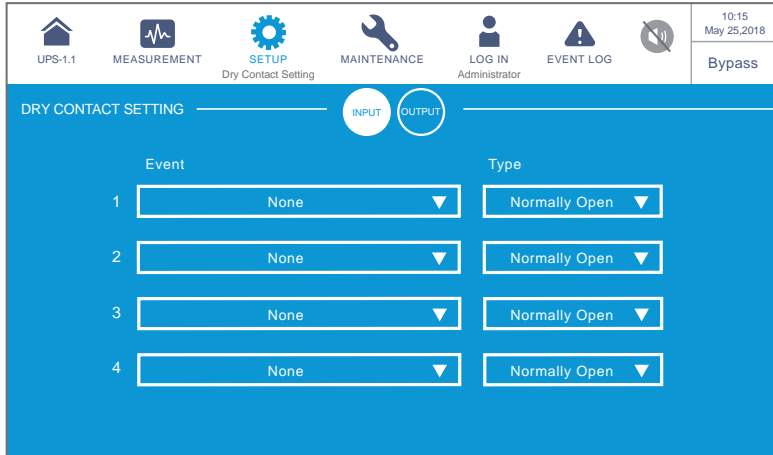 UPS-1.1
MEASUREMENT
SETUP
Dry Contact Setting
MAINTENANCE
LOG IN
Administrator
EVENT LOG
10:15
May 25,2018
Bypass
DRY CONTACT SETTING
INPUT
OUTPUT
Event Type
1 None Normally Open
2 None Normally Open
3 None Normally Open
4 None Normally Open